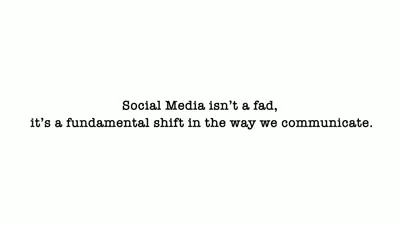 Social Media isn't a fad,
it's a fundamental shift in the way we communicate.